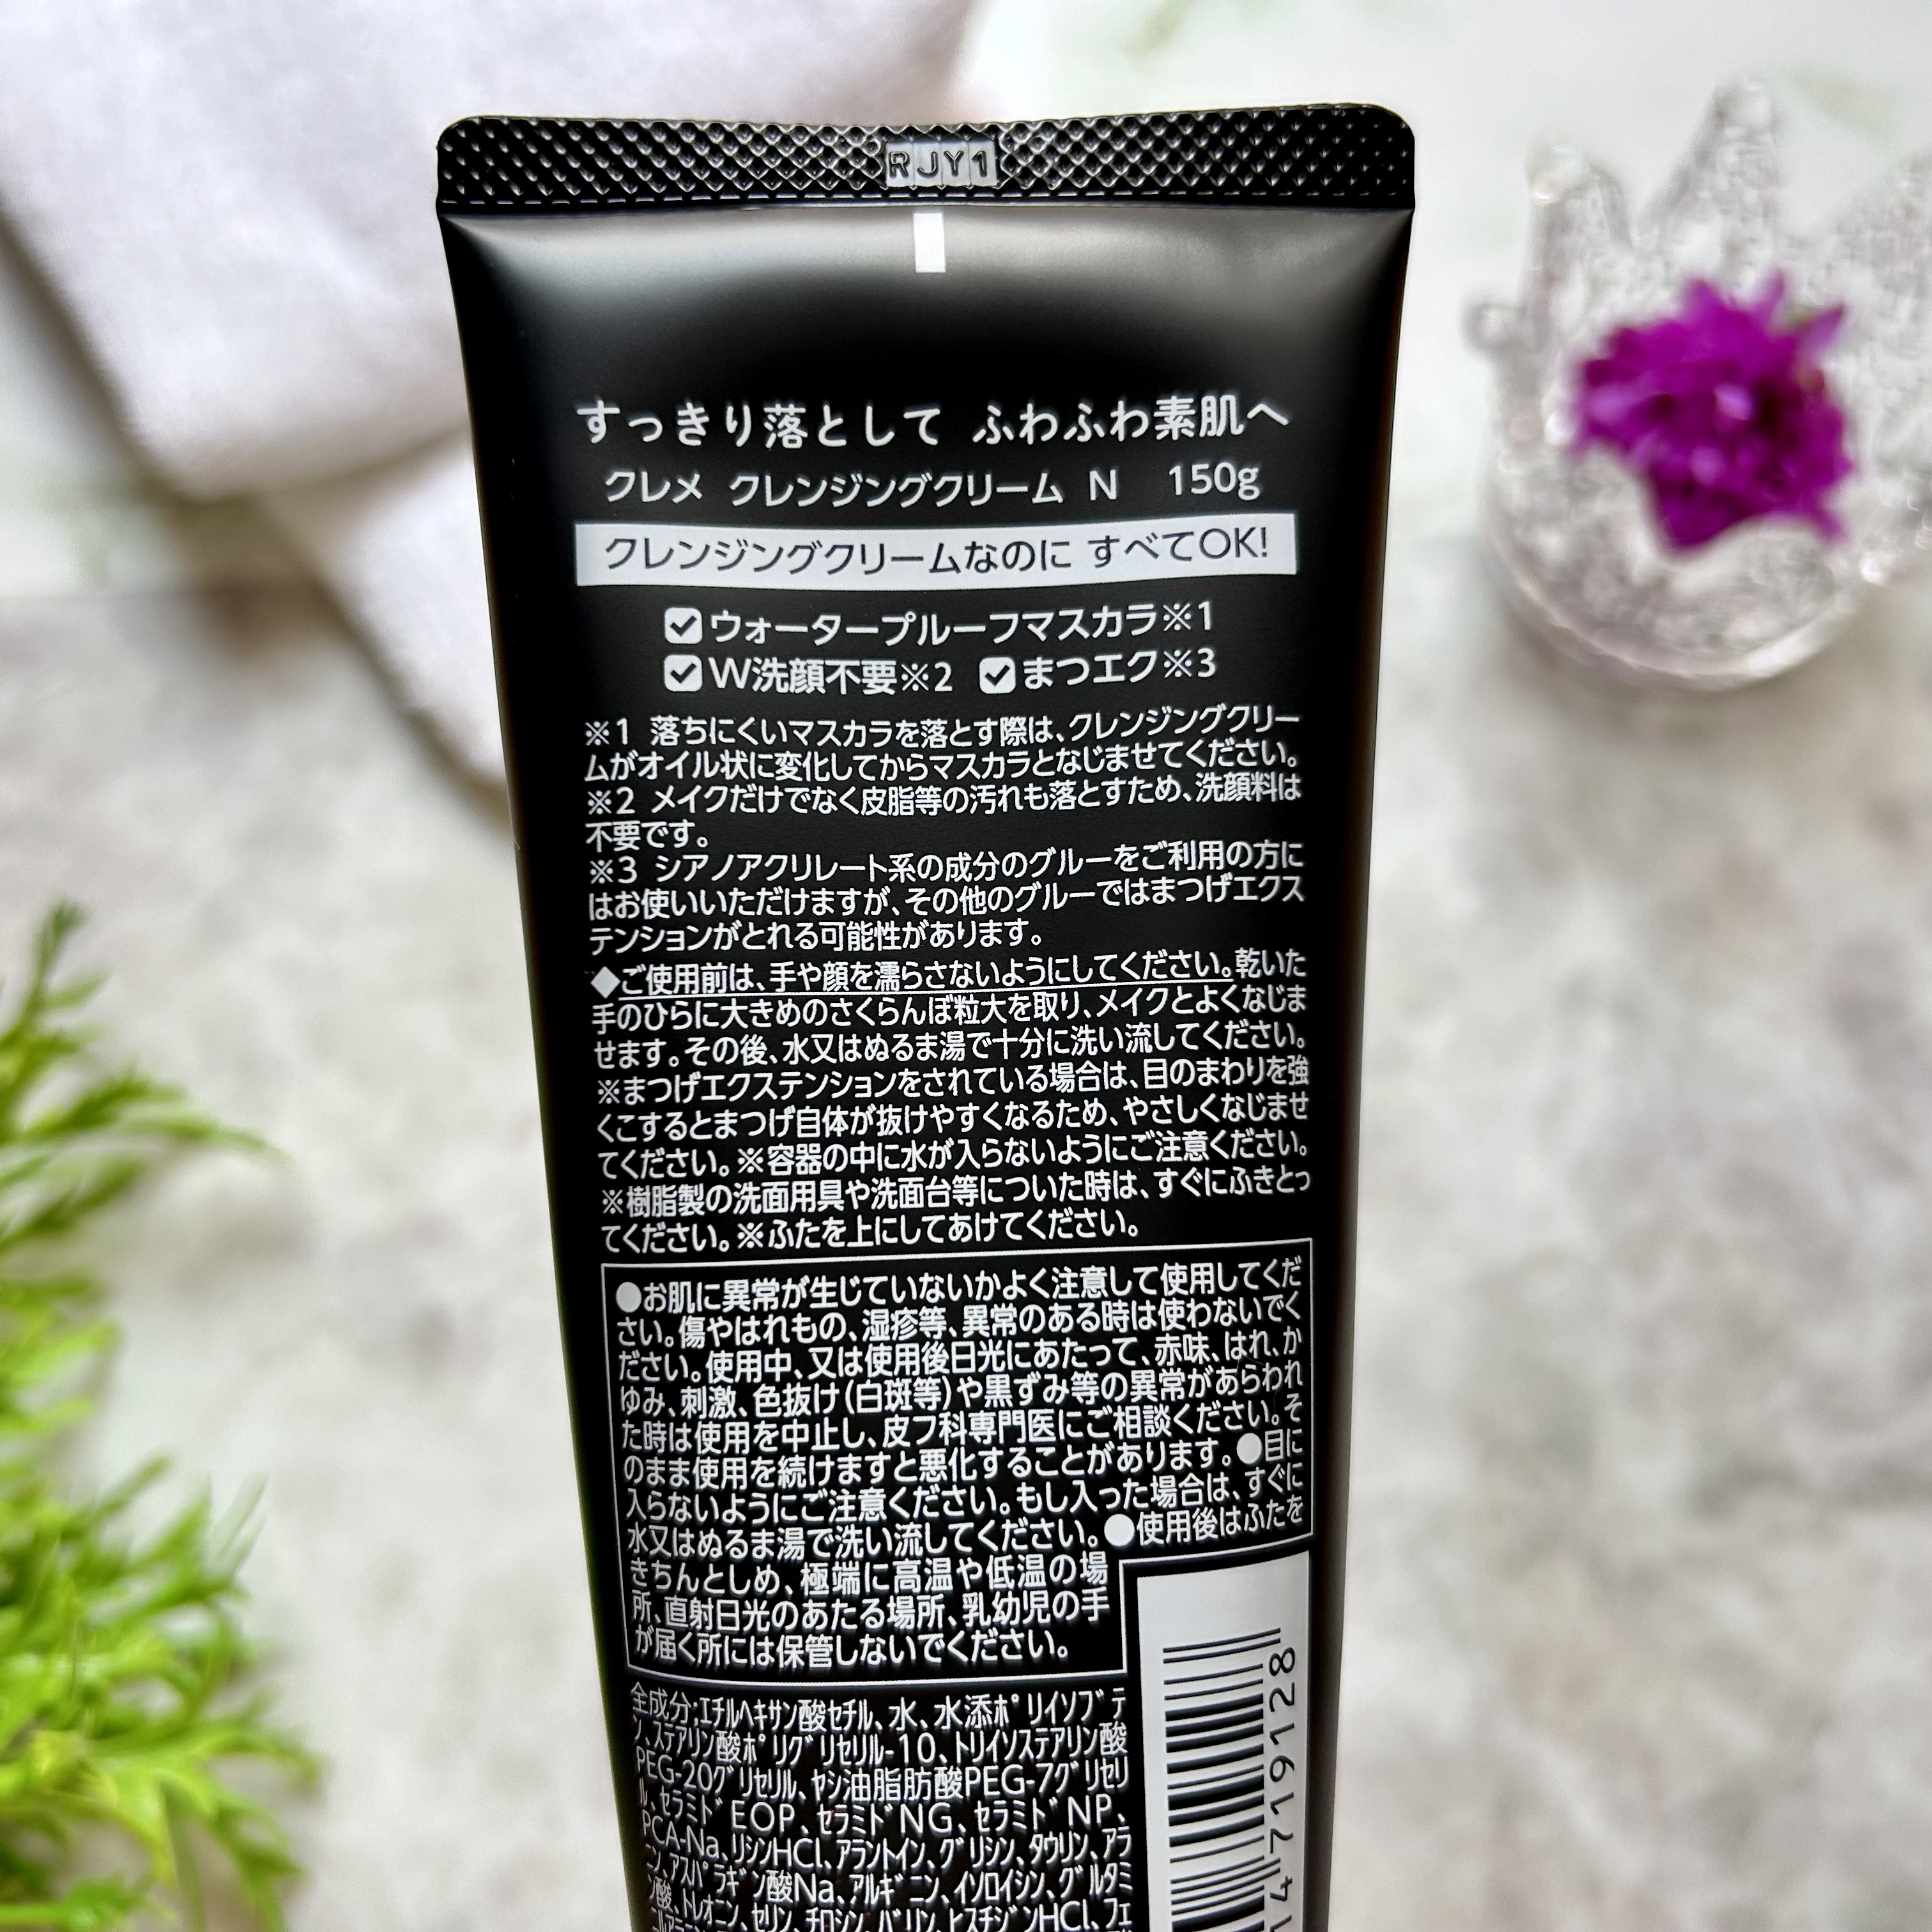 RJY1
すっきり落として ふわふわ素肌へ
クレメ クレンジングクリーム N 150g
クレンジングクリームなのに すべてOK!
ウォータープルーフマスカラ※1
W洗顔不要※2 まつエク※3
※1 落ちにくいマスカラを落とす際は、クレンジングクリー
ムがオイル状に変化してからマスカラとなじませてください。
※2 メイクだけでなく皮脂等の汚れも落とすため、洗顔料は
不要です。
※3 シアノアクリレート系の成分のグルーをご利用の方に
はお使いいただけますが、その他のグルーではまつげエクス
テンションがとれる可能性があります。
◆ご使用前は、手や顔を濡らさないようにしてください。乾いた
手のひらに大きめのさくらんぼ粒大を取り、メイクとよくなじま
せます。その後、水又はぬるま湯で十分に洗い流してください。
※まつげエクステンションをされている場合は、目のまわりを強
くこするとまつげ自体が抜けやすくなるため、やさしくなじませ
てください。※容器の中に水が入らないようにご注意ください。
※樹脂製の洗面用具や洗面台等についた時は、すぐにふきとっ
てください。※ふたを上にしてあけてください。
●お肌に異常が生じていないかよく注意して使用してくだ
さい。傷やはれもの、湿疹等、異常のある時は使わないでく
ださい。使用中、又は使用後日光にあたって、赤味、はれ、か
ゆみ、刺激、色抜け(白斑等)や黒ずみ等の異常があらわれ
た時は使用を中止し、皮フ科専門医にご相談ください。そ
のまま使用を続けますと悪化することがあります。●目に
入らないようにご注意ください。もし入った場合は、すぐに
水又はぬるま湯で洗い流してください。●使用後はふたを
きちんとしめ、極端に高温や低温の場
所、直射日光のあたる場所、乳幼児の手
が届く所には保管しないでください。
全成分:エチルヘキサン酸セチル、水、水添ポリイソブテ
ン、ステアリン酸ポリグリセリル-10、トリイソステアリン酸
PEG-20グリセリル、ヤシ油脂肪酸PEG-7グリセリ
ル、セラミドEOP、セラミドNG、セラミドNP、
PCA-Na、リシンHCl、アラントイン、グリシン、タウリン、アラ
ニン、アスパラギン酸Na、アルギニン、イソロイシン、グルタミ
ン酸、トレオニン、セリン、チロシン、バリン、ヒスチジンHCl、フェ
14719128